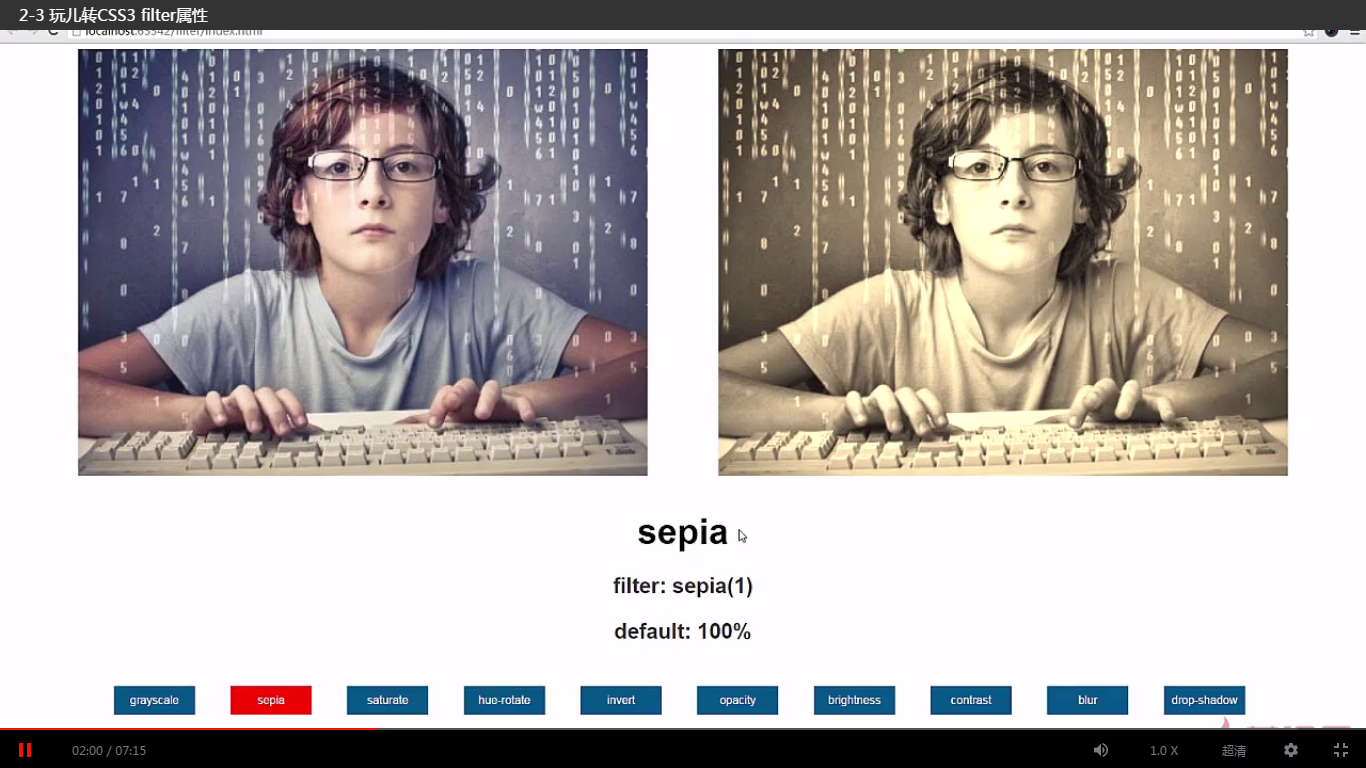 2-3 玩儿转CSS3 filter属性
localhost:63342/filter/index.html
sepia
filter: sepia(1)
default: 100%
grayscale
sepia
saturate
huo-rotate
invert
opacity
brightness
contrast
blur
drop-shadow
02:00 / 07:15
1.0 X
超清